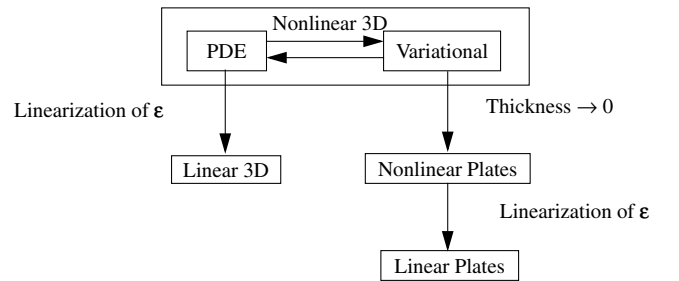 Nonlinear 3D
PDE
Variational
Linearization of ε
Thickness → 0
Linear 3D
Nonlinear Plates
Linearization of ε
Linear Plates